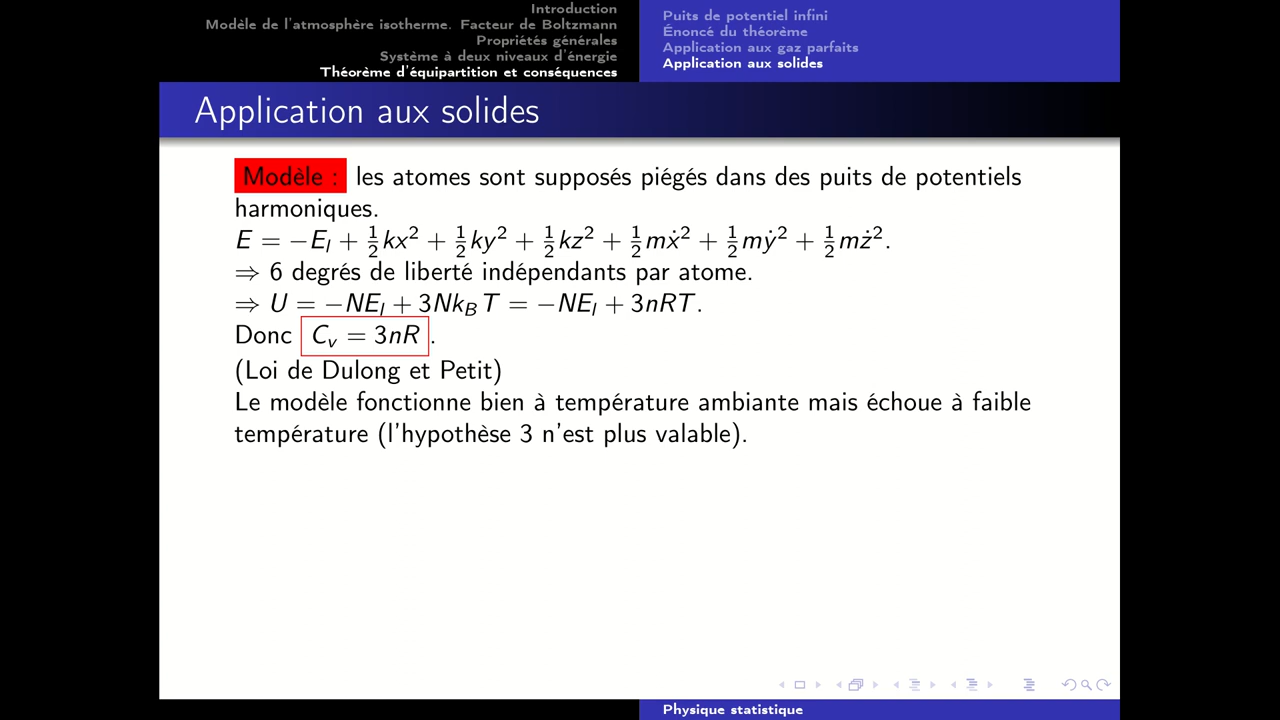 Introduction
Modèle de l'atmosphère isotherme. Facteur de Boltzmann
Propriétés générales
Système à deux niveaux d'énergie
Théorème d'équipartition et conséquences
Puits de potentiel infini
Énoncé du théorème
Application aux gaz parfaits
Application aux solides
Application aux solides
Modèle : les atomes sont supposés piégés dans des puits de potentiels
harmoniques.
E = −E_l + ½kx² + ½ky² + ½kz² + ½mẋ² + ½mẏ² + ½mż².
⇒ 6 degrés de liberté indépendants par atome.
⇒ U = −NE_l + 3Nk_B T = −NE_l + 3nRT.
Donc C_v = 3nR.
(Loi de Dulong et Petit)
Le modèle fonctionne bien à température ambiante mais échoue à faible
température (l'hypothèse 3 n'est plus valable).
Physique statistique